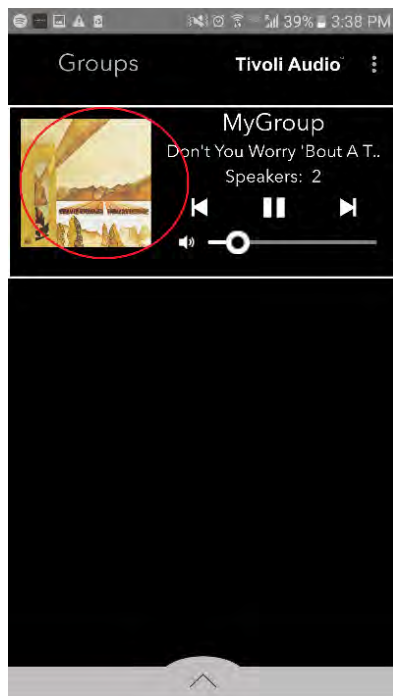 39% 3:38 PM
Groups Tivoli Audio
MyGroup
Don't You Worry 'Bout A T..
Speakers: 2